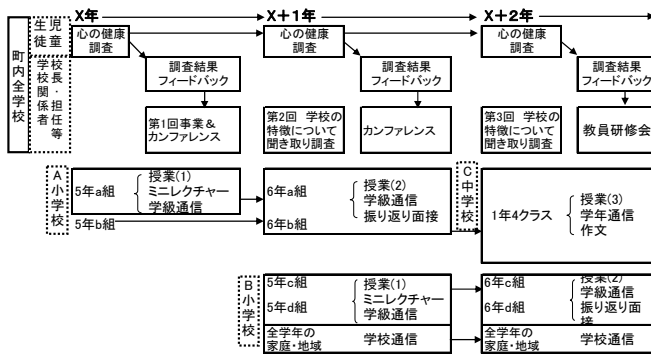 X年
X+1年
X+2年
町内全学校
児童
生徒
校長・担任等
学校関係者
心の健康
調査
調査結果
フィードバック
第1回事業&
カンファレンス
心の健康
調査
調査結果
フィードバック
第2回 学校の
特徴について
聞き取り調査
カンファレンス
心の健康
調査
調査結果
フィードバック
第3回 学校の
特徴について
聞き取り調査
教員研修会
A小学校
5年a組
授業(1)
ミニレクチャー
学級通信
5年b組
6年a組
授業(2)
学級通信
振り返り面接
6年b組
C中学校
1年4クラス
授業(3)
学年通信
作文
B小学校
5年c組
授業(1)
ミニレクチャー
5年d組
学級通信
全学年の
家庭・地域
学校通信
6年c組
授業(2)
学級通信
6年d組
振り返り面
接
全学年の
家庭・地域
学校通信